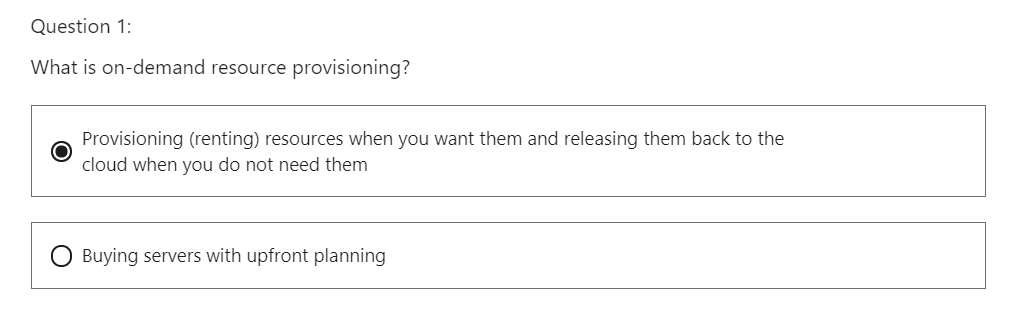 Question 1:
What is on-demand resource provisioning?
Provisioning (renting) resources when you want them and releasing them back to the
cloud when you do not need them
Buying servers with upfront planning